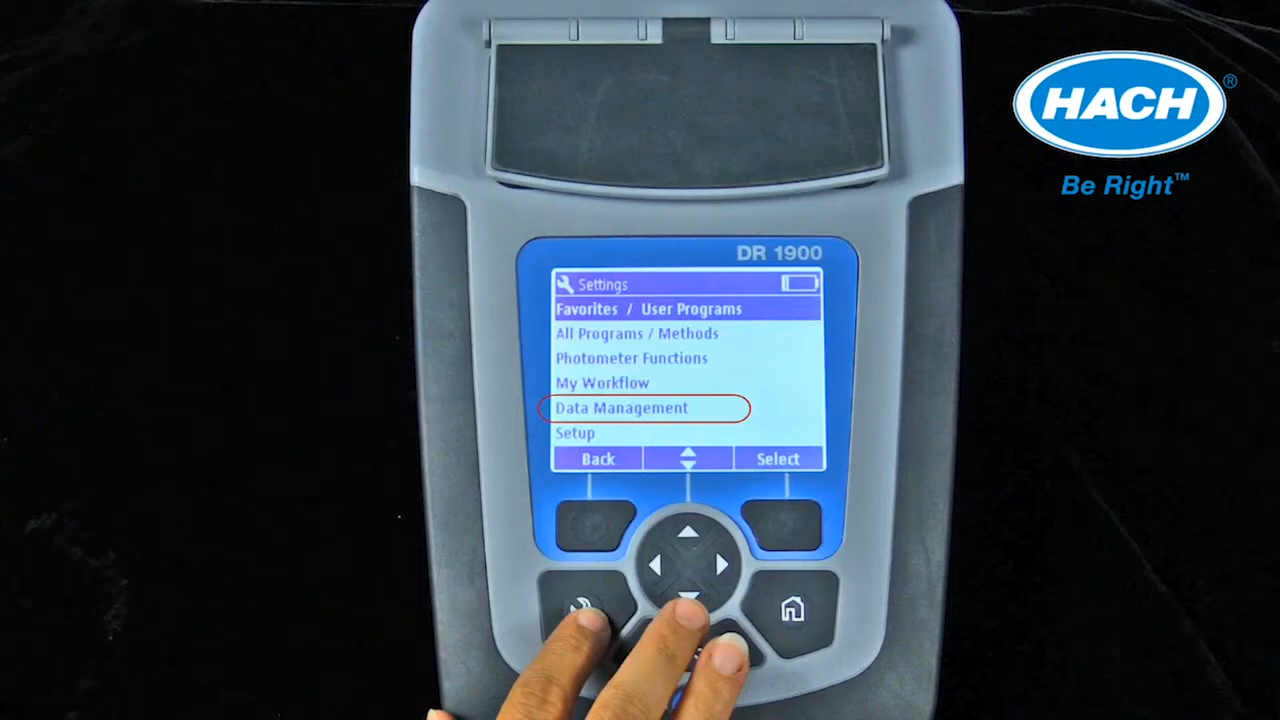 HACH®
Be Right™
DR 1900
Settings
Favorites / User Programs
All Programs / Methods
Photometer Functions
My Workflow
Data Management
Setup
Back
Select